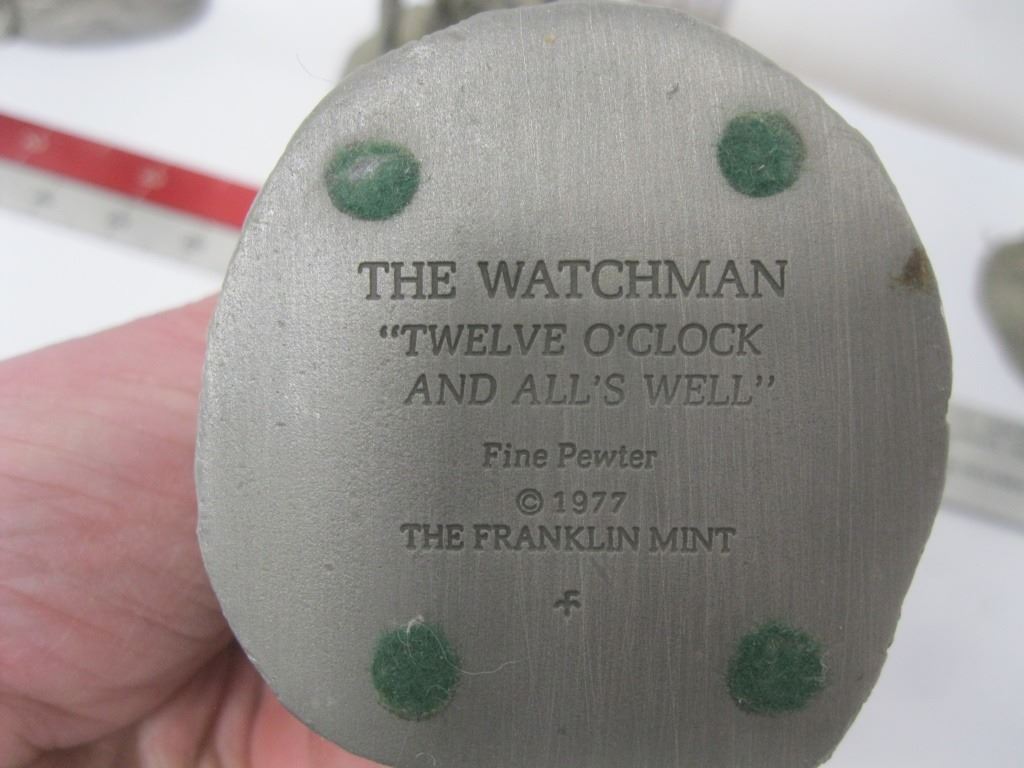 THE WATCHMAN
“TWELVE O’CLOCK
AND ALL’S WELL”
Fine Pewter
© 1977
THE FRANKLIN MINT